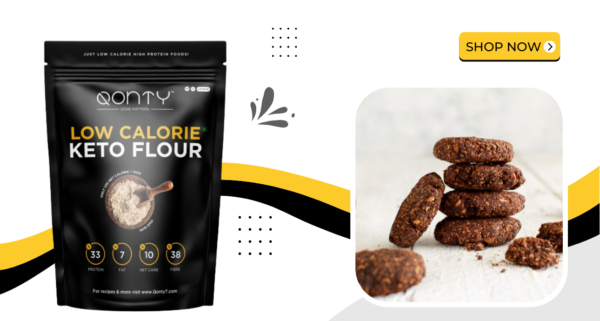 JUST LOW CALORIE HIGH PROTEIN FOODS!
QONTY
LOW CALORIE
KETO FLOUR
33
7
10
38
PROTEIN
FAT
NET CARB
FIBRE
For recipes & more visit www.QontyT.com
SHOP NOW